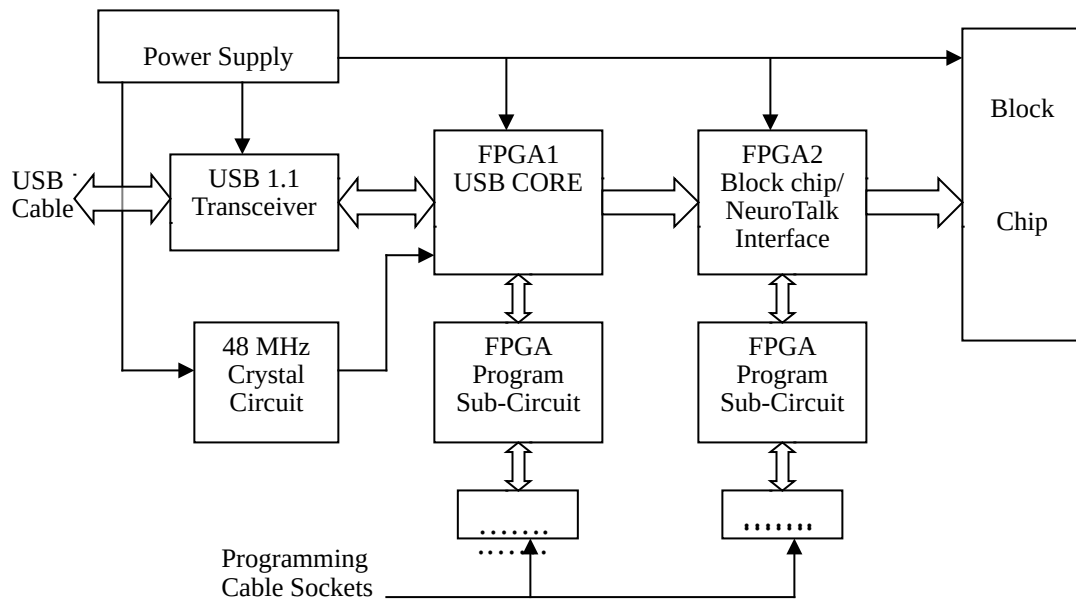 Power Supply
Block
Chip
USB
Cable
USB 1.1
Transceiver
FPGA1
USB CORE
FPGA2
Block chip/
NeuroTalk
Interface
48 MHz
Crystal
Circuit
FPGA
Program
Sub-Circuit
FPGA
Program
Sub-Circuit
Programming
Cable Sockets